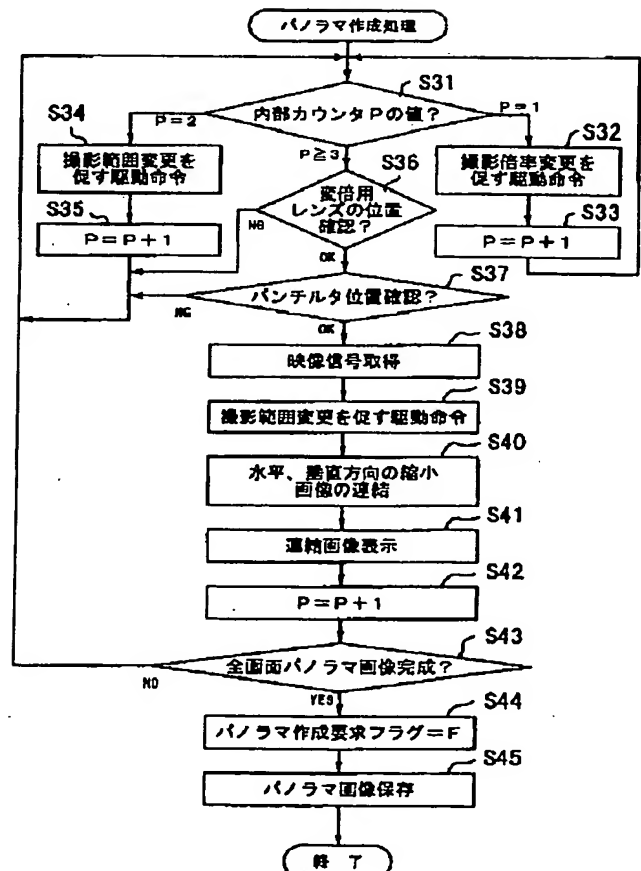 パノラマ作成処理
S31
内部カウンタPの値?
P=2
P=1
P≧3
S34
撮影範囲変更を
促す駆動命令
S35
P=P+1
S32
撮影倍率変更を
促す駆動命令
S33
P=P+1
S36
変倍用
レンズの位置
確認?
NG
OK
S37
パンチルタ位置確認?
NG
OK
S38
映像信号取得
S39
撮影範囲変更を促す駆動命令
S40
水平、垂直方向の縮小
画像の連結
S41
連結画像表示
S42
P=P+1
S43
全画面パノラマ画像完成?
NO
YES
S44
パノラマ作成要求フラグ=F
S45
パノラマ画像保存
終了